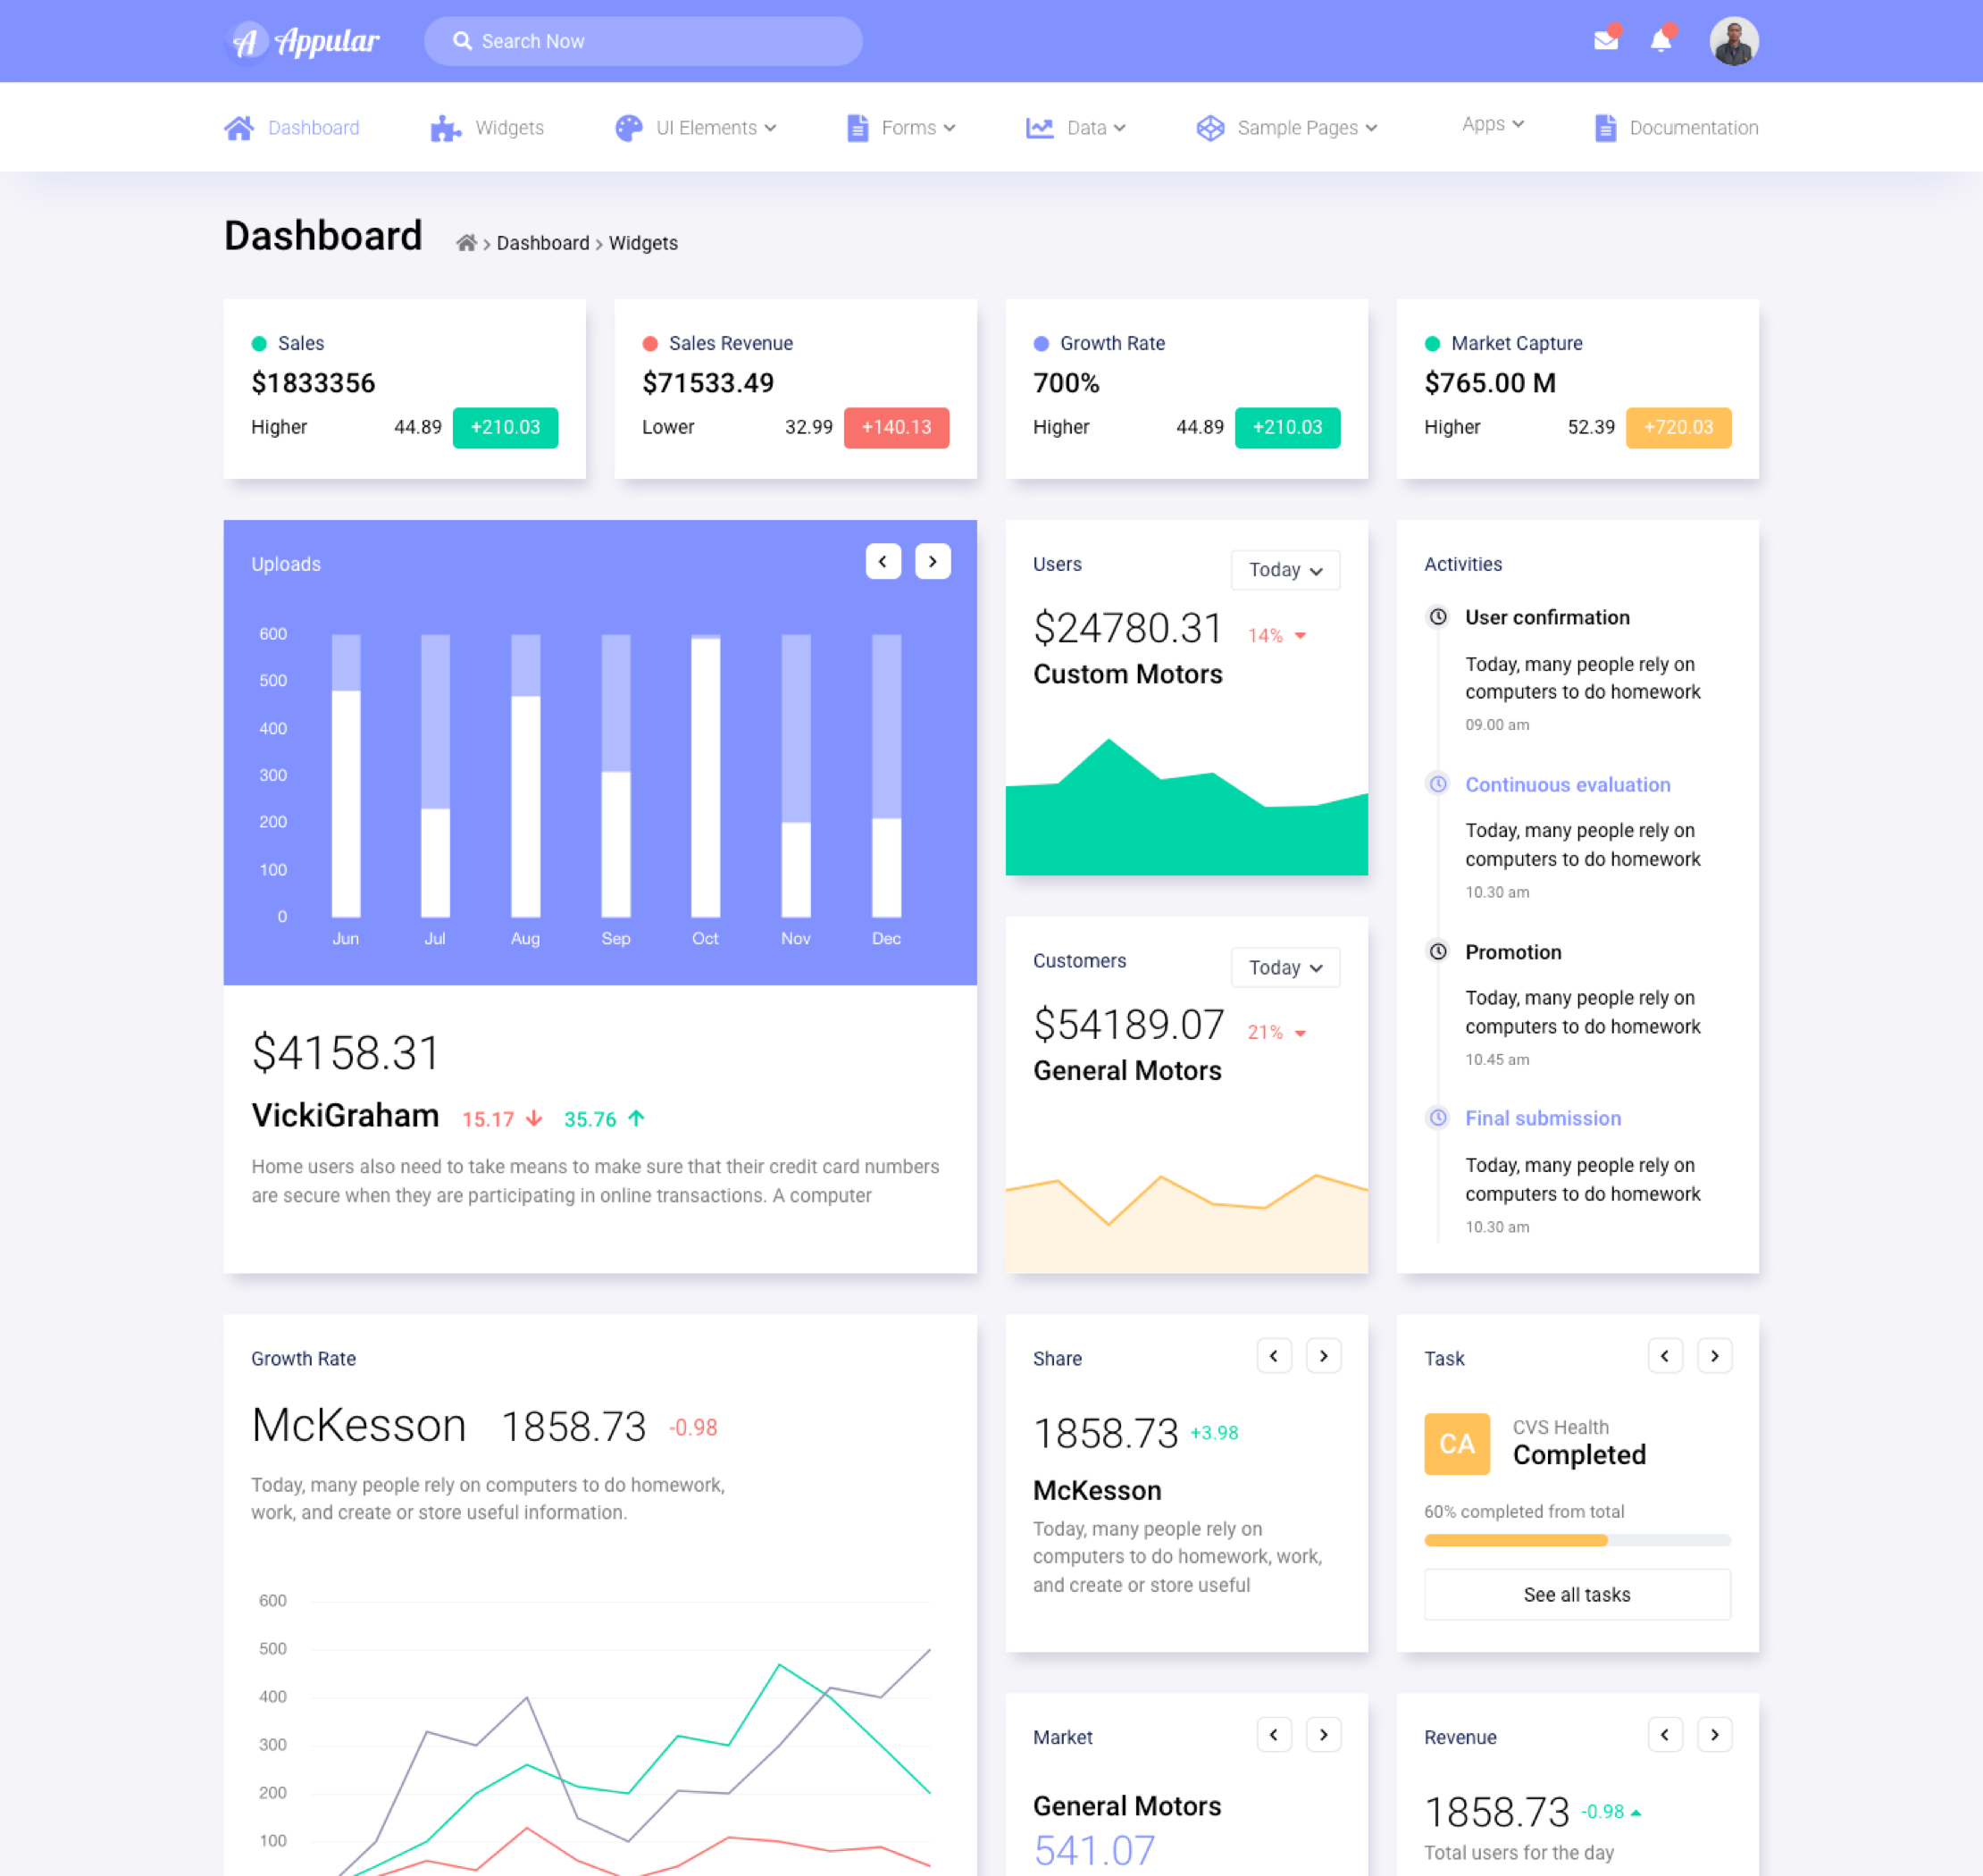 A Appular
Search Now
Dashboard
Widgets
UI Elements
Forms
Data
Sample Pages
Apps
Documentation
Dashboard
Dashboard
Widgets
Sales
$1833356
Higher 44.89 +210.03
Sales Revenue
$71533.49
Lower 32.99 +140.13
Growth Rate
700%
Higher 44.89 +210.03
Market Capture
$765.00 M
Higher 52.39 +720.03
Uploads
600
500
400
300
200
100
0
Jun Jul Aug Sep Oct Nov Dec
$4158.31
VickiGraham 15.17 35.76
Home users also need to take means to make sure that their credit card numbers
are secure when they are participating in online transactions. A computer
Users
Today
$24780.31 14%
Custom Motors
Customers
Today
$54189.07 21%
General Motors
Activities
User confirmation
Today, many people rely on
computers to do homework
09.00 am
Continuous evaluation
Today, many people rely on
computers to do homework
10.30 am
Promotion
Today, many people rely on
computers to do homework
10.45 am
Final submission
Today, many people rely on
computers to do homework
10.30 am
Growth Rate
McKesson 1858.73 -0.98
Today, many people rely on computers to do homework,
work, and create or store useful information.
600
500
400
300
200
100
Share
1858.73 +3.98
McKesson
Today, many people rely on
computers to do homework, work,
and create or store useful
Task
CA
CVS Health
Completed
60% completed from total
See all tasks
Market
General Motors
541.07
Revenue
1858.73 -0.98
Total users for the day